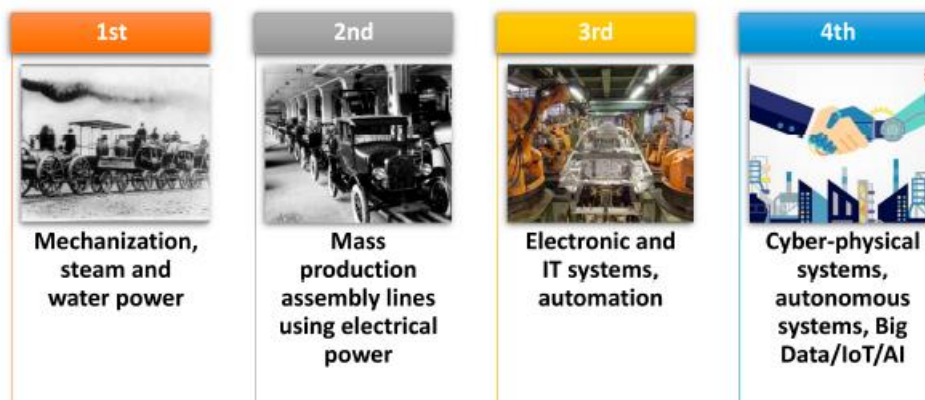 1st
Mechanization,
steam and
water power
2nd
Mass
production
assembly lines
using electrical
power
3rd
Electronic and
IT systems,
automation
4th
Cyber-physical
systems,
autonomous
systems, Big
Data/IoT/AI